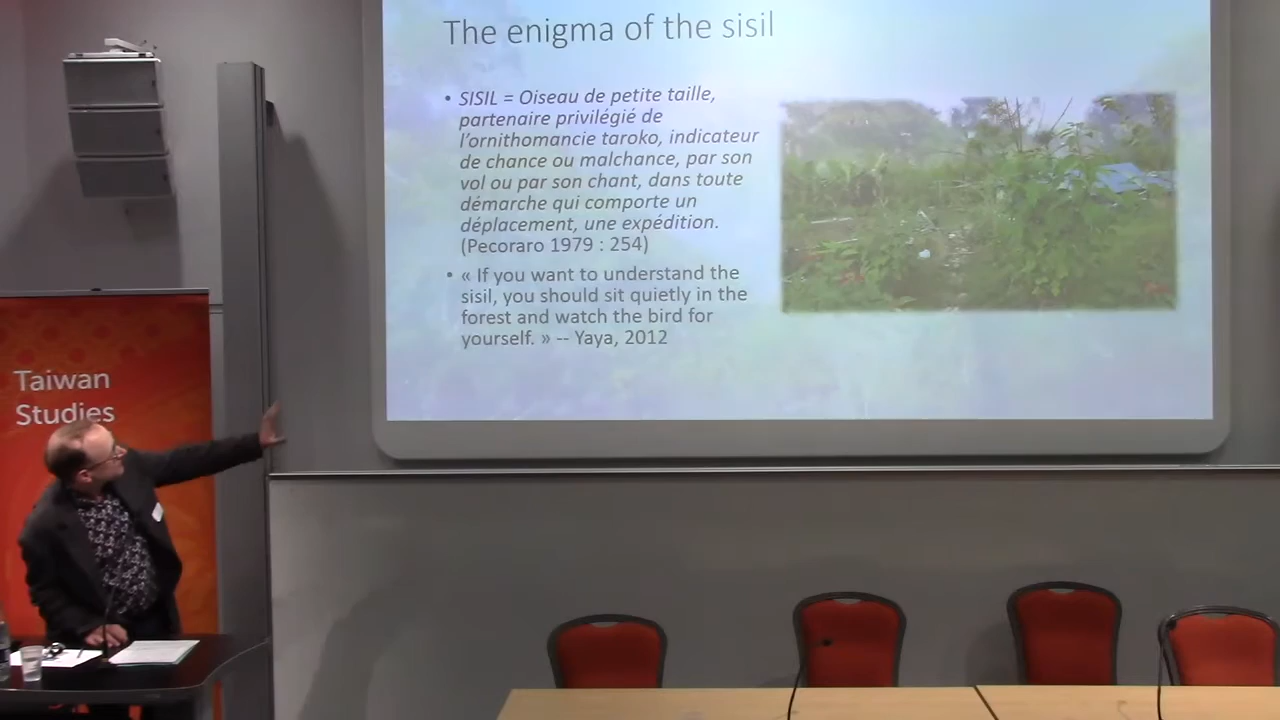 The enigma of the sisil
• SISIL = Oiseau de petite taille,
partenaire privilégié de
l'ornithomancie taroko, indicateur
de chance ou malchance, par son
vol ou par son chant, dans toute
démarche qui comporte un
déplacement, une expédition.
(Pecoraro 1979 : 254)
• « If you want to understand the
sisil, you should sit quietly in the
forest and watch the bird for
yourself. » -- Yaya, 2012
Taiwan
Studies